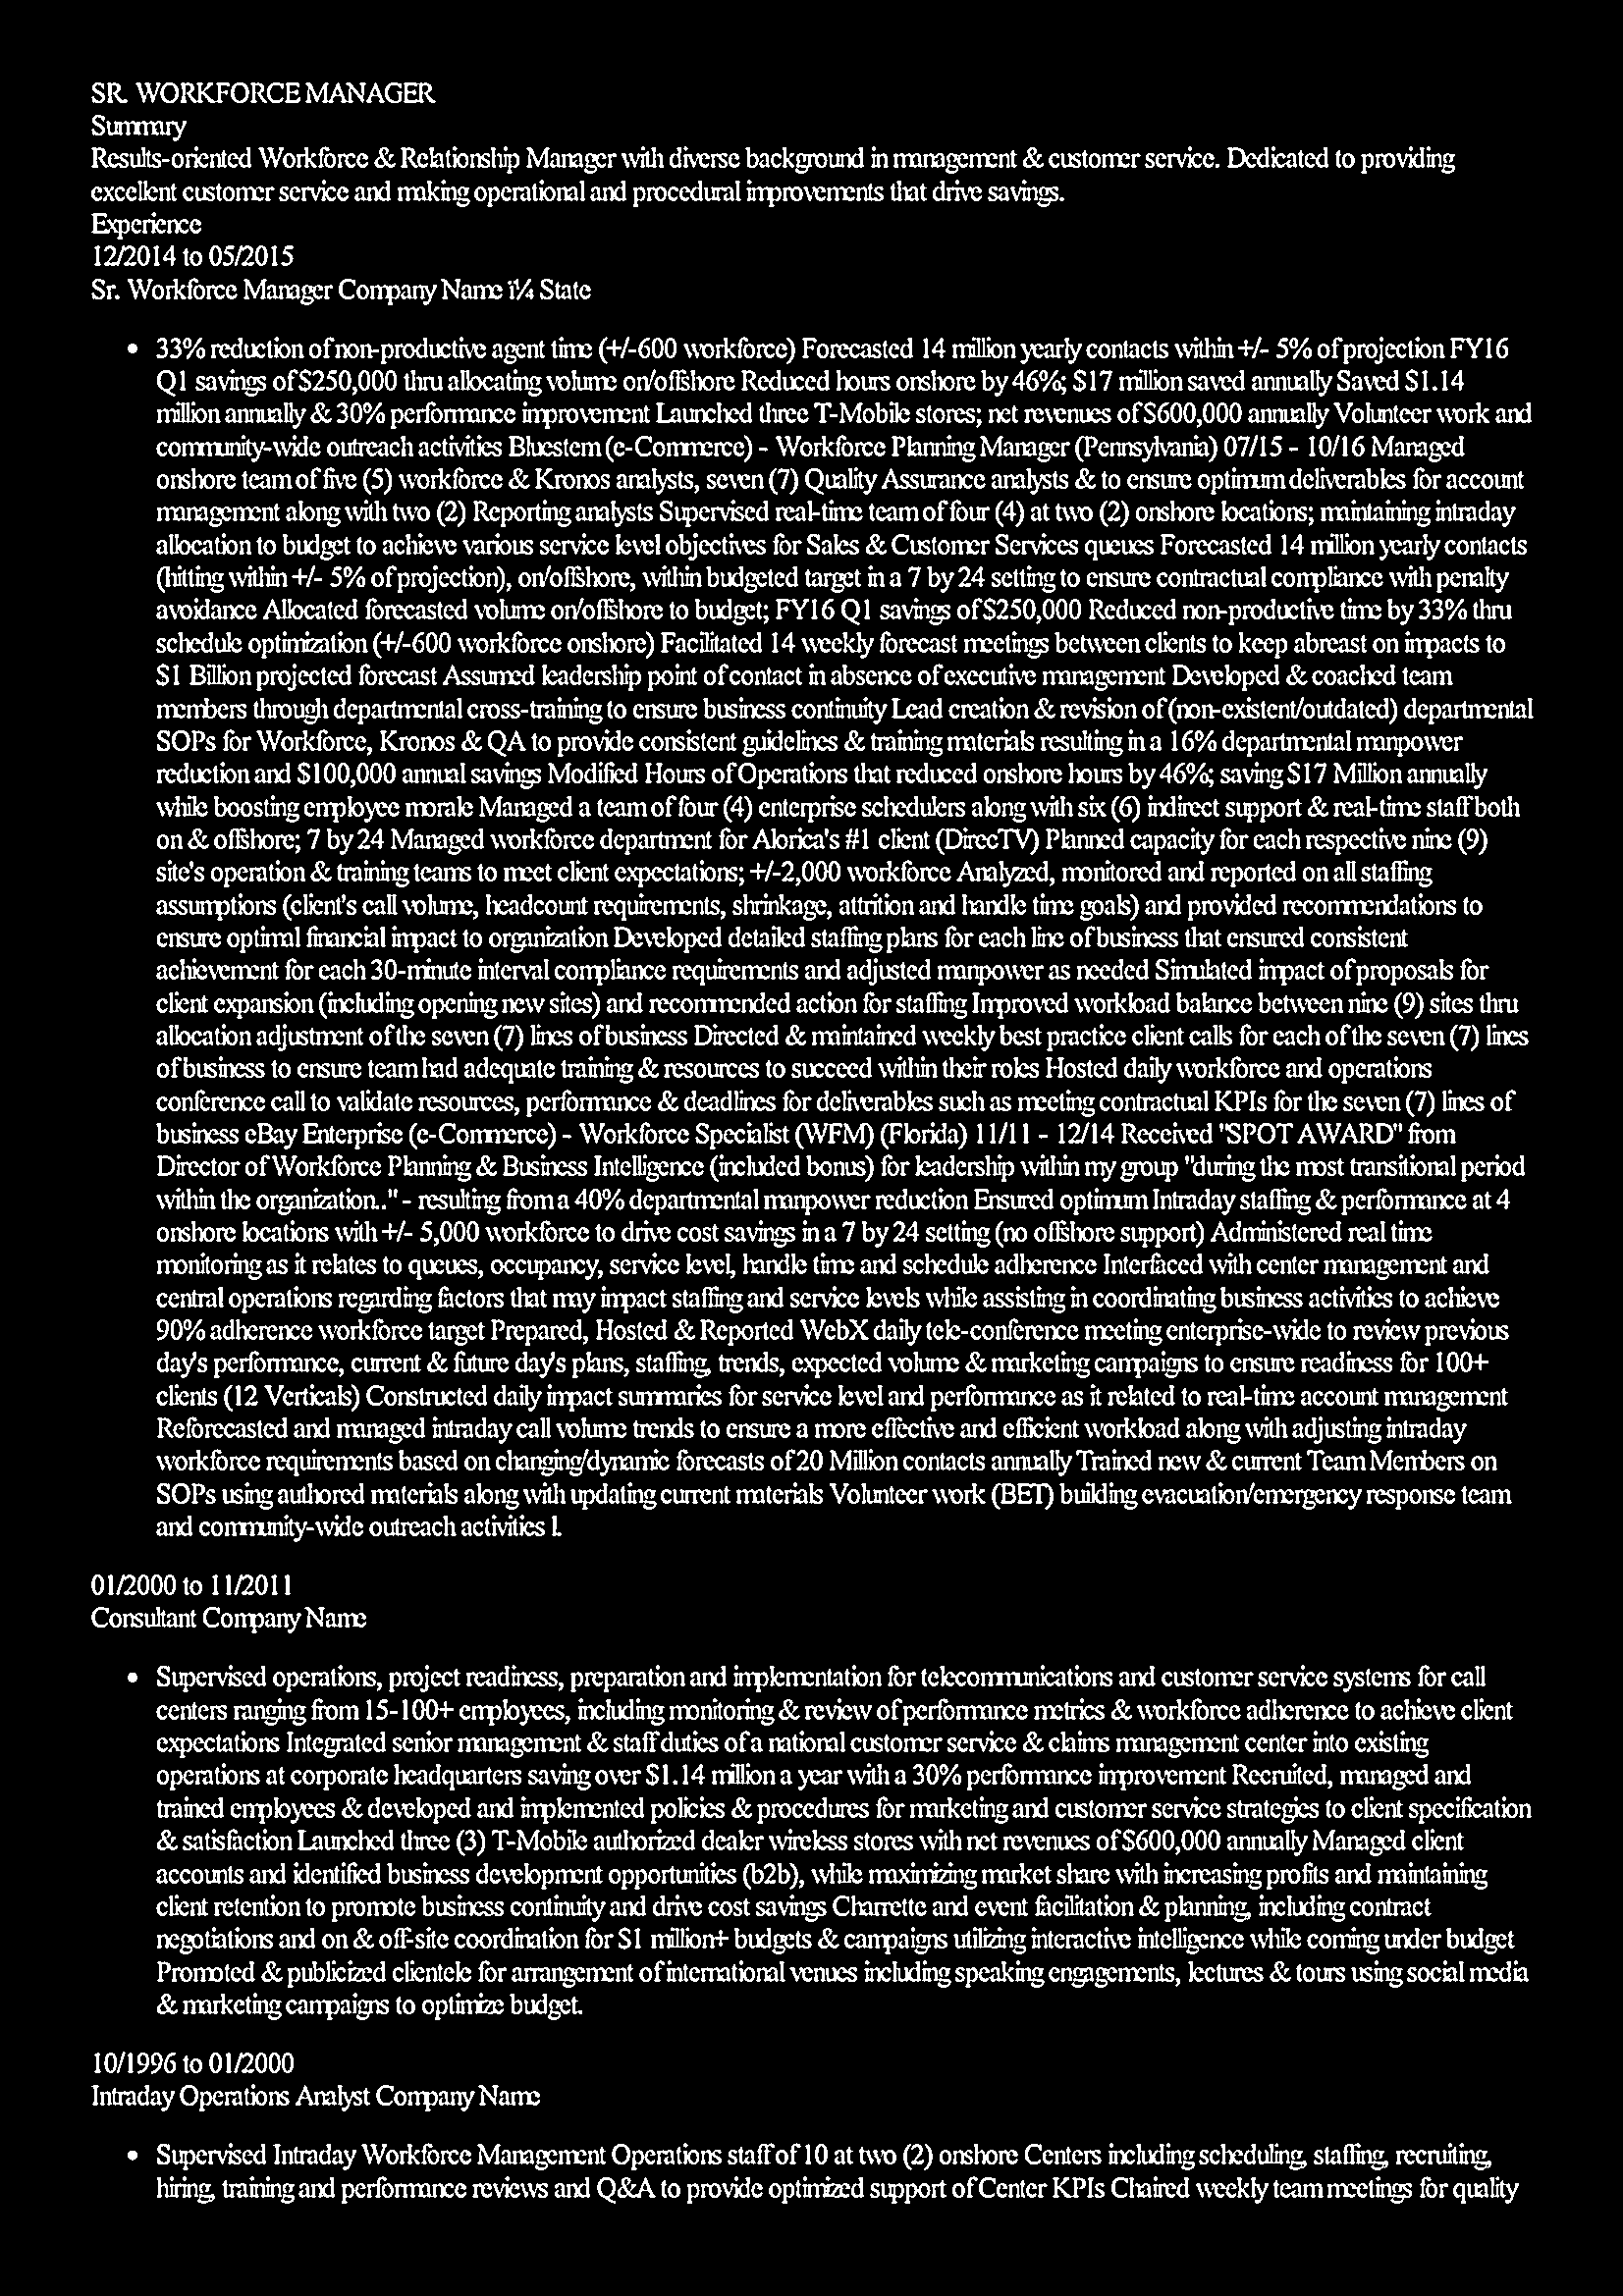 SR. WORKFORCE MANAGER
Summary
Results-oriented Workforce & Relationship Manager with diverse background in management & customer service. Dedicated to providing
excellent customer service and making operational and procedural improvements that drive savings.
Experience
12/2014 to 05/2015
Sr. Workforce Manager Company Name ï¼ State
• 33% reduction of non-productive agent time (+/-600 workforce) Forecasted 14 million yearly contacts within +/- 5% of projection FY16
Q1 savings of $250,000 thru allocating volume on/offshore Reduced hours onshore by 46%; $17 million saved annually Saved $1.14
million annually & 30% performance improvement Launched three T-Mobile stores; net revenues of $600,000 annually Volunteer work and
community-wide outreach activities Bluestem (e-Commerce) - Workforce Planning Manager (Pennsylvania) 07/15 - 10/16 Managed
onshore team of five (5) workforce & Kronos analysts, seven (7) Quality Assurance analysts & to ensure optimum deliverables for account
management along with two (2) Reporting analysts Supervised real-time team of four (4) at two (2) onshore locations; maintaining intraday
allocation to budget to achieve various service level objectives for Sales & Customer Services queues Forecasted 14 million yearly contacts
(hitting within +/- 5% of projection), on/offshore, within budgeted target in a 7 by 24 setting to ensure contractual compliance with penalty
avoidance Allocated forecasted volume on/offshore to budget; FY16 Q1 savings of $250,000 Reduced non-productive time by 33% thru
schedule optimization (+/-600 workforce onshore) Facilitated 14 weekly forecast meetings between clients to keep abreast on impacts to
$1 Billion projected forecast Assumed leadership point of contact in absence of executive management Developed & coached team
members through departmental cross-training to ensure business continuity Lead creation & revision of (non-existent/outdated) departmental
SOPs for Workforce, Kronos & QA to provide consistent guidelines & training materials resulting in a 16% departmental manpower
reduction and $100,000 annual savings Modified Hours of Operations that reduced onshore hours by 46%; saving $17 Million annually
while boosting employee morale Managed a team of four (4) enterprise schedulers along with six (6) indirect support & real-time staff both
on & offshore; 7 by 24 Managed workforce department for Alorica's #1 client (DirecTV) Planned capacity for each respective nine (9)
site's operation & training teams to meet client expectations; +/-2,000 workforce Analyzed, monitored and reported on all staffing
assumptions (client's call volume, headcount requirements, shrinkage, attrition and handle time goals) and provided recommendations to
ensure optimal financial impact to organization Developed detailed staffing plans for each line of business that ensured consistent
achievement for each 30-minute interval compliance requirements and adjusted manpower as needed Simulated impact of proposals for
client expansion (including opening new sites) and recommended action for staffing Improved workload balance between nine (9) sites thru
allocation adjustment of the seven (7) lines of business Directed & maintained weekly best practice client calls for each of the seven (7) lines
of business to ensure team had adequate training & resources to succeed within their roles Hosted daily workforce and operations
conference call to validate resources, performance & deadlines for deliverables such as meeting contractual KPIs for the seven (7) lines of
business eBay Enterprise (e-Commerce) - Workforce Specialist (WFM) (Florida) 11/11 - 12/14 Received "SPOT AWARD" from
Director of Workforce Planning & Business Intelligence (included bonus) for leadership within my group "during the most transitional period
within the organization.." - resulting from a 40% departmental manpower reduction Ensured optimum Intraday staffing & performance at 4
onshore locations with +/- 5,000 workforce to drive cost savings in a 7 by 24 setting (no offshore support) Administered real time
monitoring as it relates to queues, occupancy, service level, handle time and schedule adherence Interfaced with center management and
central operations regarding factors that may impact staffing and service levels while assisting in coordinating business activities to achieve
90% adherence workforce target Prepared, Hosted & Reported WebX daily tele-conference meeting enterprise-wide to review previous
day's performance, current & future day's plans, staffing, trends, expected volume & marketing campaigns to ensure readiness for 100+
clients (12 Verticals) Constructed daily impact summaries for service level and performance as it related to real-time account management
Reforecasted and managed intraday call volume trends to ensure a more effective and efficient workload along with adjusting intraday
workforce requirements based on changing/dynamic forecasts of 20 Million contacts annually Trained new & current Team Members on
SOPs using authored materials along with updating current materials Volunteer work (BET) building evacuation/emergency response team
and community-wide outreach activities l.
01/2000 to 11/2011
Consultant Company Name
• Supervised operations, project readiness, preparation and implementation for telecommunications and customer service systems for call
centers ranging from 15-100+ employees, including monitoring & review of performance metrics & workforce adherence to achieve client
expectations Integrated senior management & staff duties of a national customer service & claims management center into existing
operations at corporate headquarters saving over $1.14 million a year with a 30% performance improvement Recruited, managed and
trained employees & developed and implemented policies & procedures for marketing and customer service strategies to client specification
& satisfaction Launched three (3) T-Mobile authorized dealer wireless stores with net revenues of $600,000 annually Managed client
accounts and identified business development opportunities (b2b), while maximizing market share with increasing profits and maintaining
client retention to promote business continuity and drive cost savings Charrette and event facilitation & planning, including contract
negotiations and on & off-site coordination for $1 million+ budgets & campaigns utilizing interactive intelligence while coming under budget
Promoted & publicized clientele for arrangement of international venues including speaking engagements, lectures & tours using social media
& marketing campaigns to optimize budget.
10/1996 to 01/2000
Intraday Operations Analyst Company Name
• Supervised Intraday Workforce Management Operations staff of 10 at two (2) onshore Centers including scheduling, staffing, recruiting,
hiring, training and performance reviews and Q&A to provide optimized support of Center KPIs Chaired weekly team meetings for quality